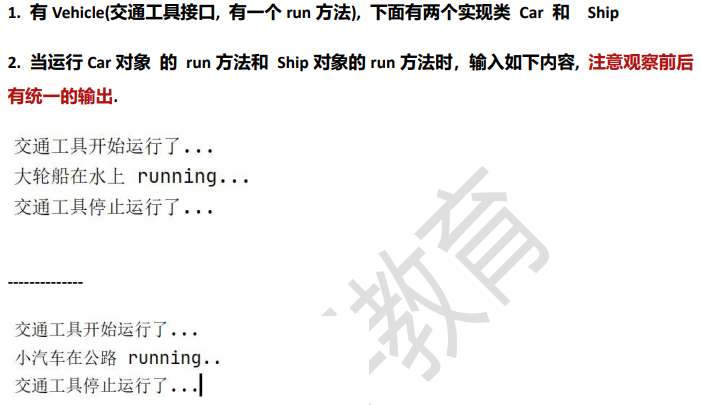 1. 有 Vehicle(交通工具接口, 有一个 run 方法), 下面有两个实现类 Car 和 Ship
2. 当运行 Car 对象 的 run 方法和 Ship 对象的 run 方法时, 输入如下内容, 注意观察前后
有统一的输出.
交通工具开始运行了...
大轮船在水上 running...
交通工具停止运行了...
--------------
交通工具开始运行了...
小汽车在公路 running..
交通工具停止运行了...
教育